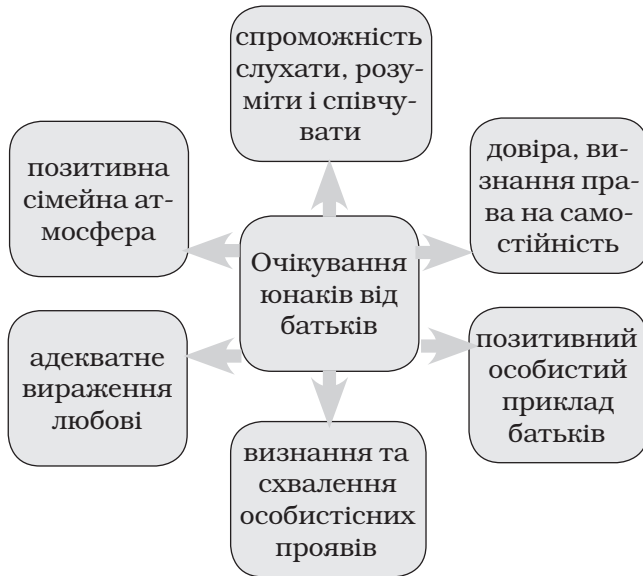 спроможність
слухати, розу-
міти і співчу-
вати
позитивна
сімейна ат-
мосфера
довіра, ви-
знання пра-
ва на само-
стійність
Очікування
юнаків від
батьків
адекватне
вираження
любові
позитивний
особистий
приклад
батьків
визнання та
схвалення
особистісних
проявів